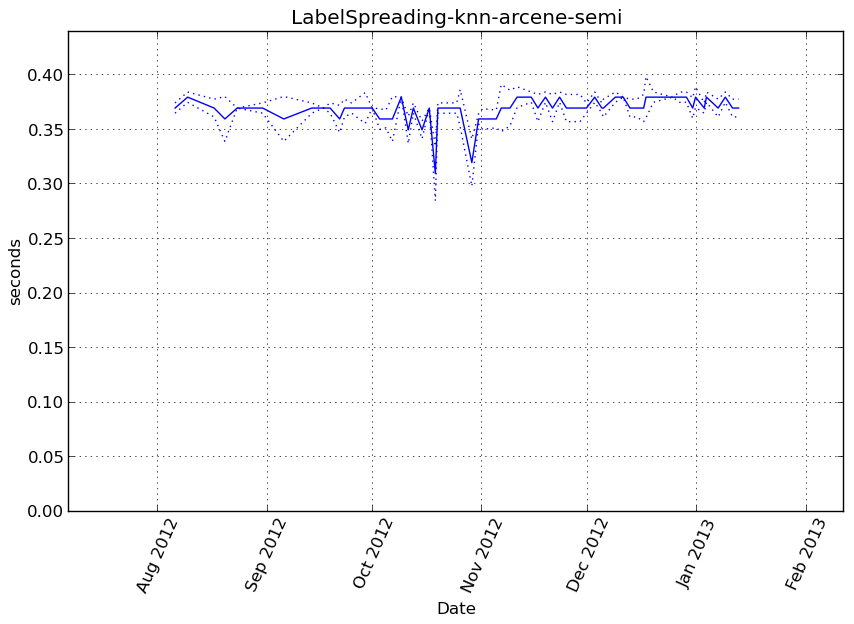 LabelSpreading-knn-arcene-semi
0.40
0.35
0.30
0.25
0.20
0.15
0.10
0.05
0.00
seconds
Aug 2012
Sep 2012
Oct 2012
Nov 2012
Dec 2012
Jan 2013
Feb 2013
Date